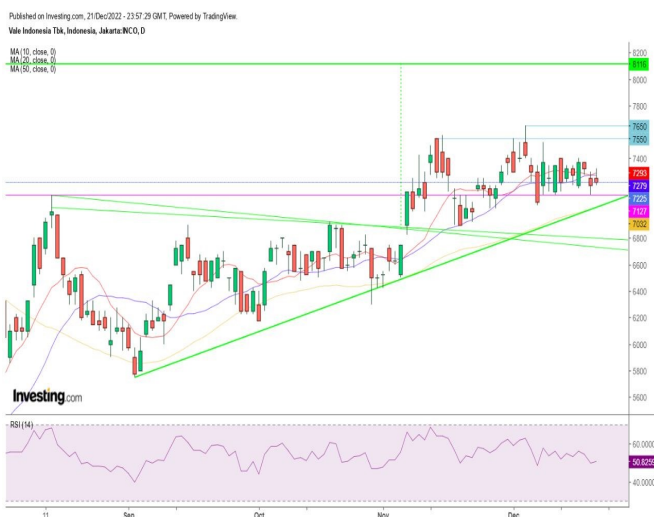 Published on Investing.com, 21/Dec/2022 - 23:57:29 GMT, Powered by TradingView.
Vale Indonesia Tbk, Indonesia, Jakarta:INCO, D
MA (10, close, 0)
MA (20, close, 0)
MA (50, close, 0)
8200
8116
8000
7800
7650
7550
7400
7293
7279
7225
7127
7032
6800
6600
6400
6200
6000
5800
5600
Investing.com
RSI (14)
60.0000
50.8259
40.0000
11
Sep
Oct
Nov
Dec